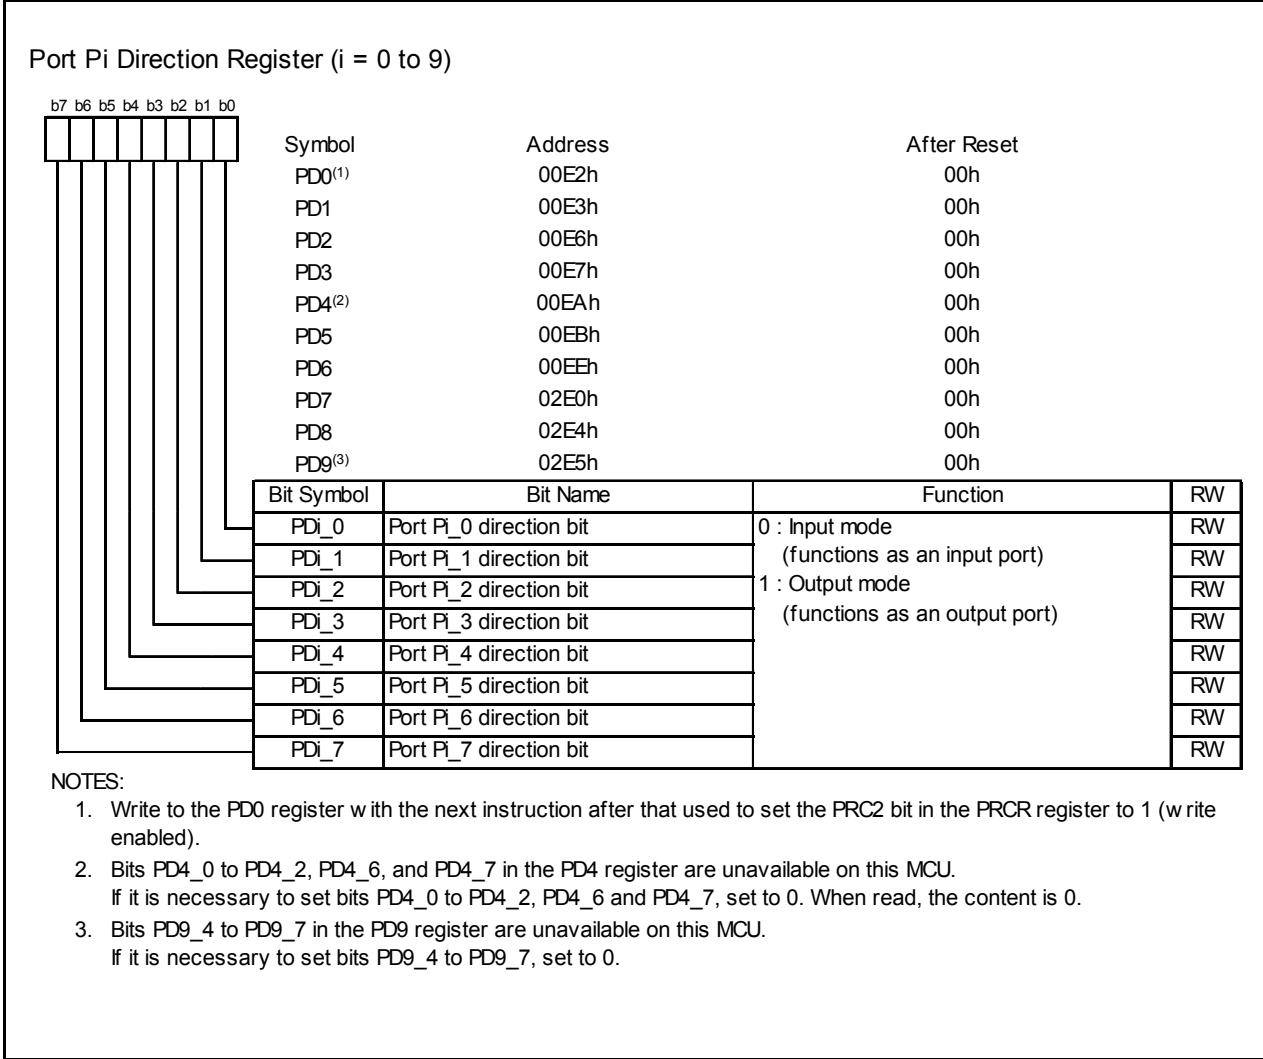 Port Pi Direction Register (i = 0 to 9)
b7 b6 b5 b4 b3 b2 b1 b0
Symbol Address After Reset
PD0(1) 00E2h 00h
PD1 00E3h 00h
PD2 00E6h 00h
PD3 00E7h 00h
PD4(2) 00EAh 00h
PD5 00EBh 00h
PD6 00EEh 00h
PD7 02E0h 00h
PD8 02E4h 00h
PD9(3) 02E5h 00h
Bit Symbol Bit Name Function RW
PDi_0 Port Pi_0 direction bit 0 : Input mode RW
PDi_1 Port Pi_1 direction bit (functions as an input port) RW
PDi_2 Port Pi_2 direction bit 1 : Output mode RW
PDi_3 Port Pi_3 direction bit (functions as an output port) RW
PDi_4 Port Pi_4 direction bit RW
PDi_5 Port Pi_5 direction bit RW
PDi_6 Port Pi_6 direction bit RW
PDi_7 Port Pi_7 direction bit RW
NOTES:
1. Write to the PD0 register with the next instruction after that used to set the PRC2 bit in the PRCR register to 1 (write
enabled).
2. Bits PD4_0 to PD4_2, PD4_6, and PD4_7 in the PD4 register are unavailable on this MCU.
If it is necessary to set bits PD4_0 to PD4_2, PD4_6 and PD4_7, set to 0. When read, the content is 0.
3. Bits PD9_4 to PD9_7 in the PD9 register are unavailable on this MCU.
If it is necessary to set bits PD9_4 to PD9_7, set to 0.